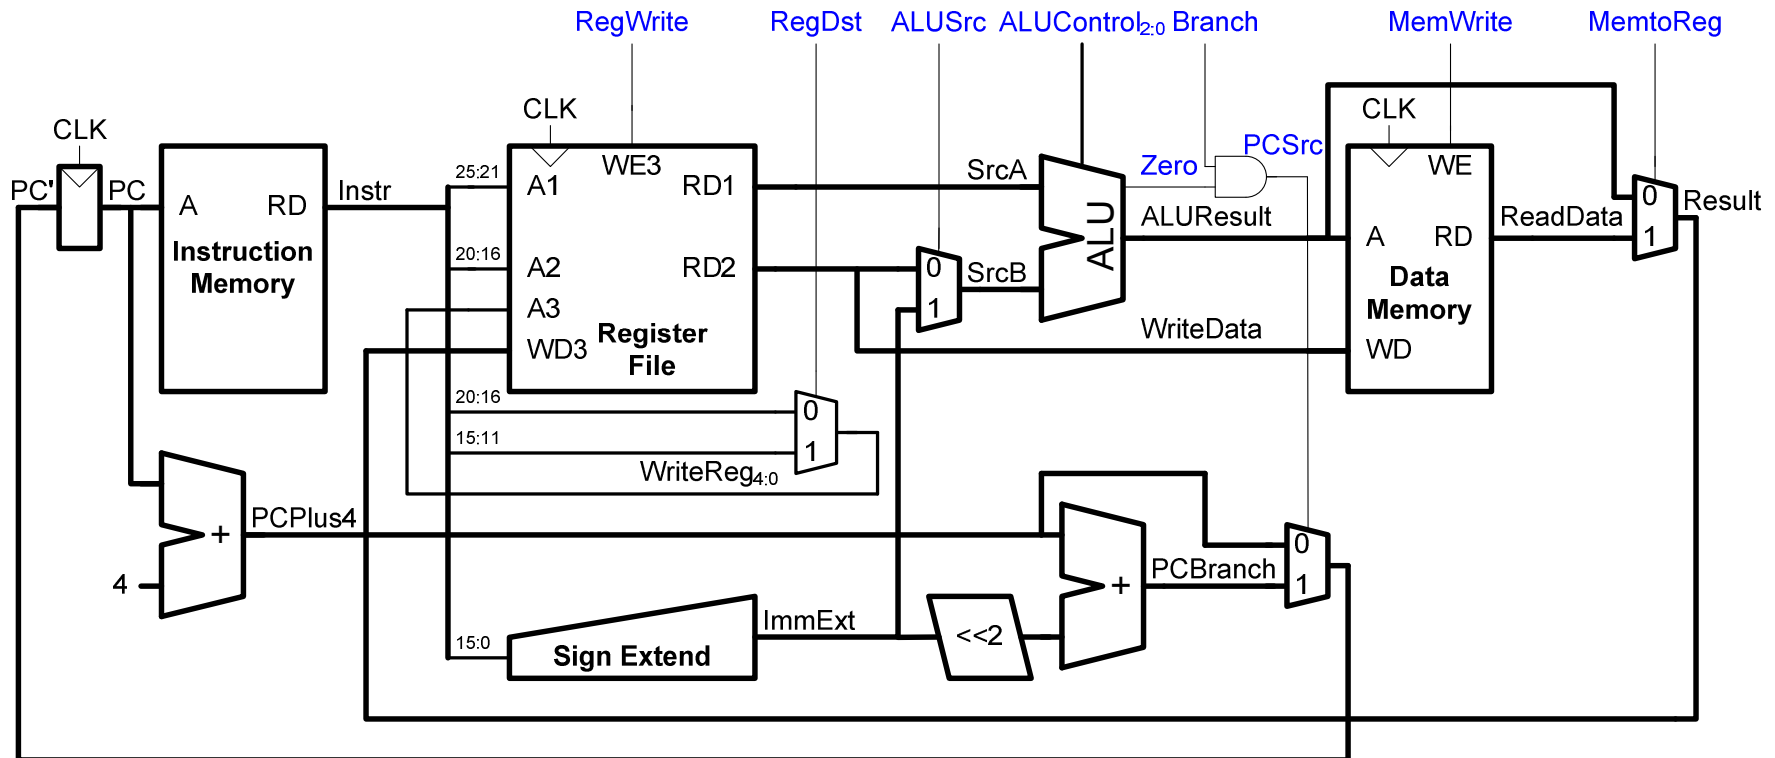 RegWrite RegDst ALUSrc ALUControl2:0 Branch MemWrite MemtoReg
CLK CLK CLK
PC' PC
A RD
Instruction
Memory
Instr
25:21
20:16
A1 WE3 RD1
A2 RD2
A3
WD3
Register
File
SrcA
0
1
SrcB
ALU
Zero PCSrc
ALUResult
WriteData
WE
A RD
Data
Memory
WD
ReadData
0
1
Result
20:16
15:11
0
1
WriteReg4:0
4
+
PCPlus4
15:0
Sign Extend
ImmExt
<<2
+
PCBranch
0
1